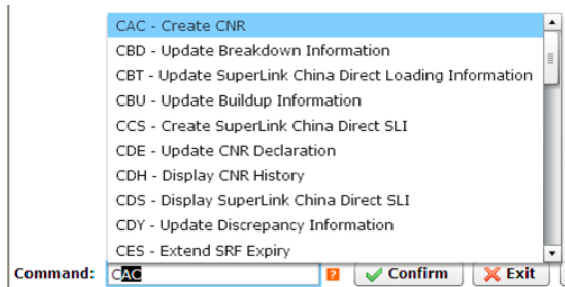 CAC - Create CNR
CBD - Update Breakdown Information
CBT - Update SuperLink China Direct Loading Information
CBU - Update Buildup Information
CCS - Create SuperLink China Direct SLI
CDE - Update CNR Declaration
CDH - Display CNR History
CDS - Display SuperLink China Direct SLI
CDY - Update Discrepancy Information
CES - Extend SRF Expiry
Command: CAC ? Confirm Exit